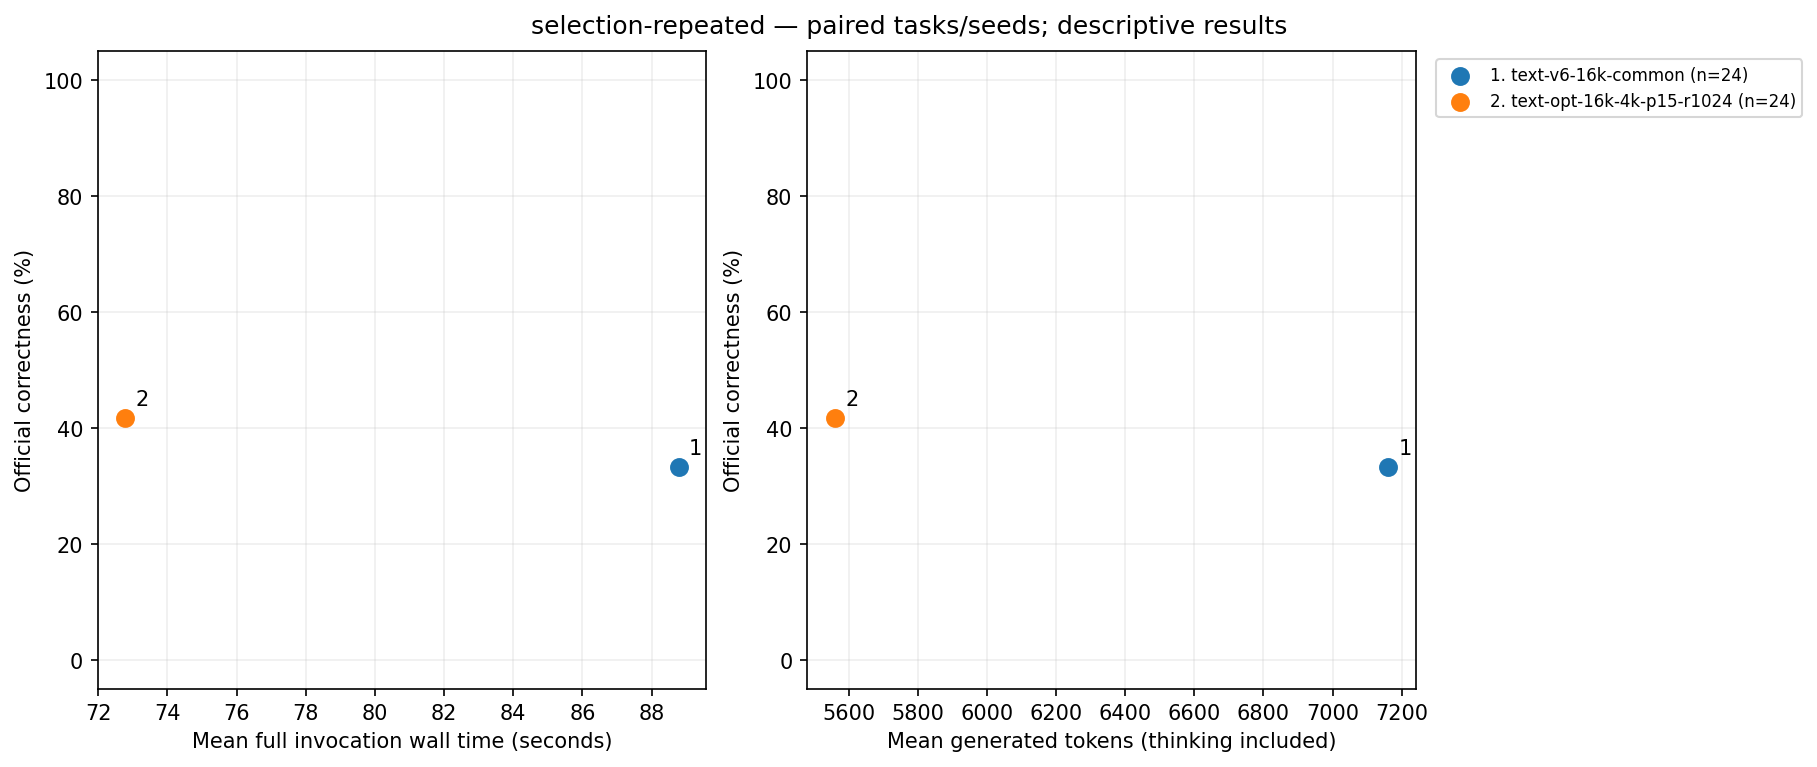 selection-repeated — paired tasks/seeds; descriptive results
Official correctness (%)
100
80
60
40
20
0
2
1
72 74 76 78 80 82 84 86 88
Mean full invocation wall time (seconds)
Official correctness (%)
100
80
60
40
20
0
2
1
5600 5800 6000 6200 6400 6600 6800 7000 7200
Mean generated tokens (thinking included)
1. text-v6-16k-common (n=24)
2. text-opt-16k-4k-p15-r1024 (n=24)